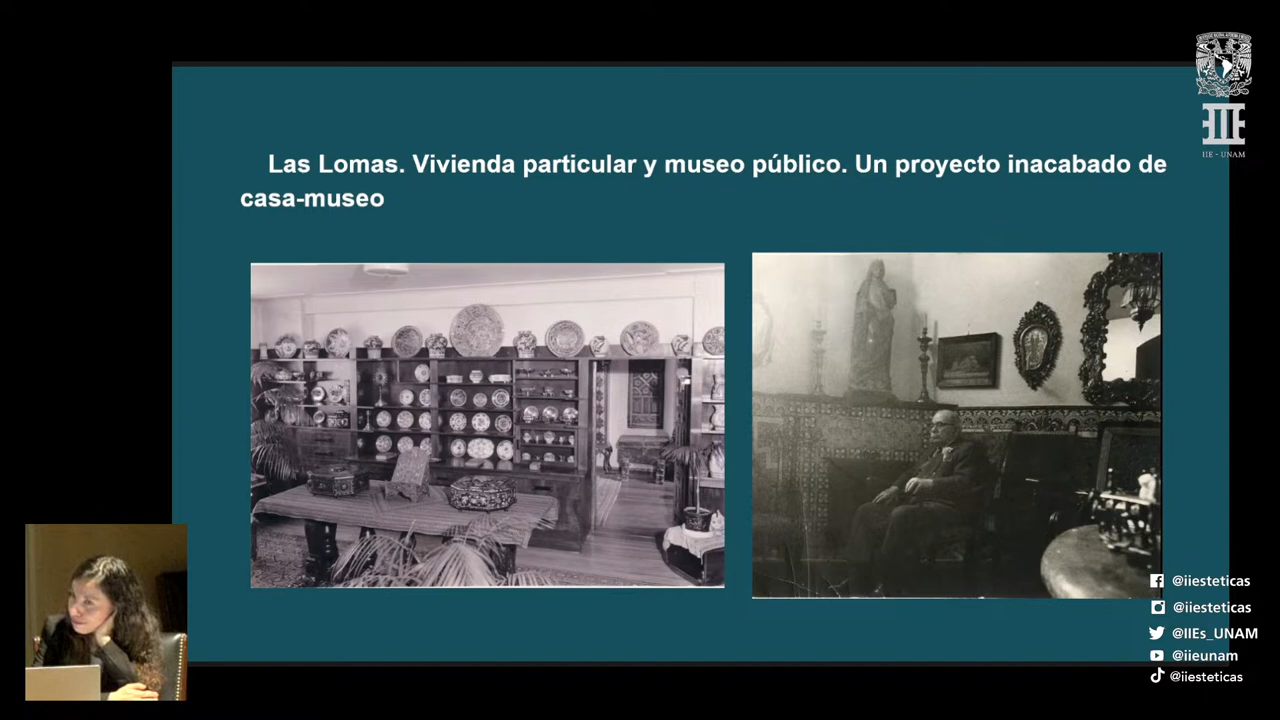 Las Lomas. Vivienda particular y museo público. Un proyecto inacabado de
casa-museo
IIE - UNAM
@iiesteticas
@iiesteticas
@IIEs_UNAM
@iieunam
@iiesteticas